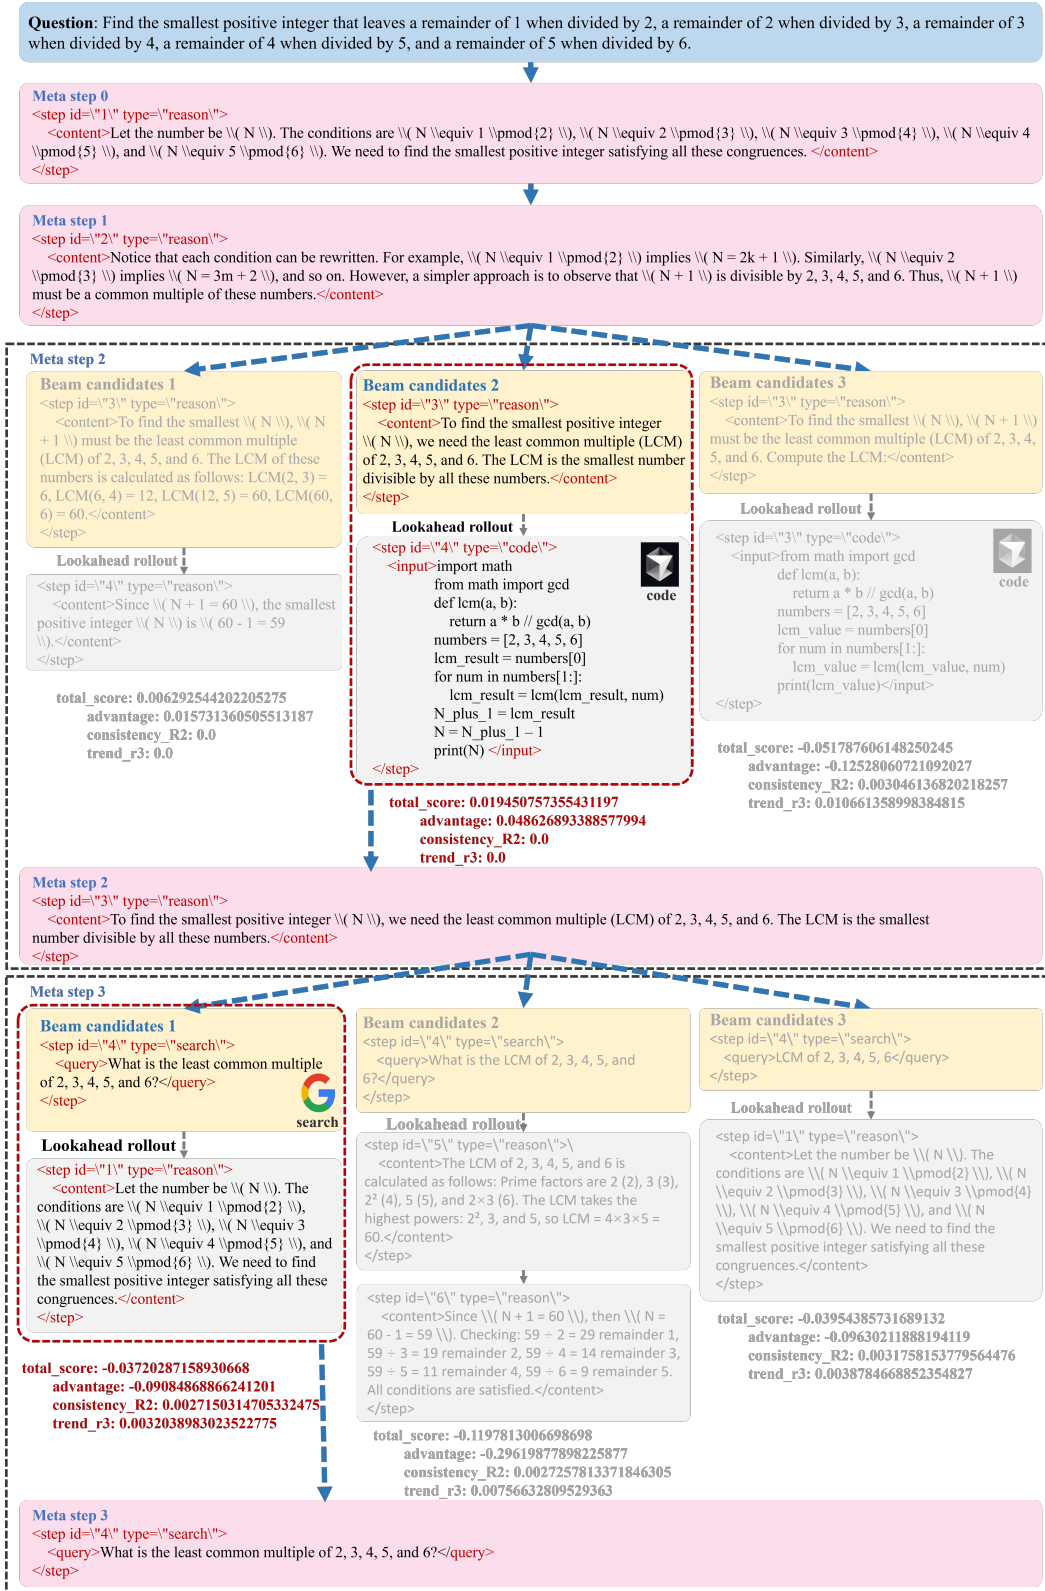 Question: Find the smallest positive integer that leaves a remainder of 1 when divided by 2, a remainder of 2 when divided by 3, a remainder of 3
when divided by 4, a remainder of 4 when divided by 5, and a remainder of 5 when divided by 6.
Meta step 0
<step id=\"1\" type=\"reason\">
<content>Let the number be \\( N \\). The conditions are \\( N \\equiv 1 \\pmod{2} \\), \\( N \\equiv 2 \\pmod{3} \\), \\( N \\equiv 3 \\pmod{4} \\), \\( N \\equiv 4
\\pmod{5} \\), and \\( N \\equiv 5 \\pmod{6} \\). We need to find the smallest positive integer satisfying all these congruences. </content>
</step>
Meta step 1
<step id=\"2\" type=\"reason\">
<content>Notice that each condition can be rewritten. For example, \\( N \\equiv 1 \\pmod{2} \\) implies \\( N = 2k + 1 \\). Similarly, \\( N \\equiv 2
\\pmod{3} \\) implies \\( N = 3m + 2 \\), and so on. However, a simpler approach is to observe that \\( N + 1 \\) is divisible by 2, 3, 4, 5, and 6. Thus, \\( N + 1 \\)
must be a common multiple of these numbers.</content>
</step>
Meta step 2
Beam candidates 1
<step id=\"3\" type=\"reason\">
<content>To find the smallest \\( N \\), \\( N
+ 1 \\) must be the least common multiple
(LCM) of 2, 3, 4, 5, and 6. The LCM of these
numbers is calculated as follows: LCM(2, 3) =
6, LCM(6, 4) = 12, LCM(12, 5) = 60, LCM(60,
6) = 60.</content>
</step>
Lookahead rollout
<step id=\"4\" type=\"reason\">
<content>Since \\( N + 1 = 60 \\), the smallest
positive integer \\( N \\) is \\( 60 - 1 = 59
\\).</content>
</step>
total_score: 0.006292544202205275
advantage: 0.015731360505513187
consistency_R2: 0.0
trend_r3: 0.0
Beam candidates 2
<step id=\"3\" type=\"reason\">
<content>To find the smallest positive integer
\\( N \\), we need the least common multiple (LCM)
of 2, 3, 4, 5, and 6. The LCM is the smallest number
divisible by all these numbers.</content>
</step>
Lookahead rollout
<step id=\"4\" type=\"code\">
<input>import math
from math import gcd
def lcm(a, b):
return a * b // gcd(a, b)
numbers = [2, 3, 4, 5, 6]
lcm_result = numbers[0]
for num in numbers[1:]:
lcm_result = lcm(lcm_result, num)
N_plus_1 = lcm_result
N = N_plus_1 – 1
print(N) </input>
</step>
code
total_score: 0.019450757355431197
advantage: 0.048626893388577994
consistency_R2: 0.0
trend_r3: 0.0
Beam candidates 3
<step id=\"3\" type=\"reason\">
<content>To find the smallest \\( N \\), \\( N + 1 \\)
must be the least common multiple (LCM) of 2, 3, 4,
5, and 6. Compute the LCM:</content>
</step>
Lookahead rollout
<step id=\"3\" type=\"code\">
<input>from math import gcd
def lcm(a, b):
return a * b // gcd(a, b)
numbers = [2, 3, 4, 5, 6]
lcm_value = numbers[0]
for num in numbers[1:]:
lcm_value = lcm(lcm_value, num)
print(lcm_value)</input>
</step>
code
total_score: -0.051787606148250245
advantage: -0.12528060721092027
consistency_R2: 0.003046136820218257
trend_r3: 0.010661358998384815
Meta step 2
<step id=\"3\" type=\"reason\">
<content>To find the smallest positive integer \\( N \\), we need the least common multiple (LCM) of 2, 3, 4, 5, and 6. The LCM is the smallest
number divisible by all these numbers.</content>
</step>
Meta step 3
Beam candidates 1
<step id=\"4\" type=\"search\">
<query>What is the least common multiple
of 2, 3, 4, 5, and 6?</query>
</step>
search
Lookahead rollout
<step id=\"1\" type=\"reason\">
<content>Let the number be \\( N \\). The
conditions are \\( N \\equiv 1 \\pmod{2} \\),
\\( N \\equiv 2 \\pmod{3} \\), \\( N \\equiv 3
\\pmod{4} \\), \\( N \\equiv 4 \\pmod{5} \\), and
\\( N \\equiv 5 \\pmod{6} \\). We need to find
the smallest positive integer satisfying all these
congruences.</content>
</step>
total_score: -0.03720287158930668
advantage: -0.09084868866241201
consistency_R2: 0.0027150314705332475
trend_r3: 0.0032038983023522775
Beam candidates 2
<step id=\"4\" type=\"search\">
<query>What is the LCM of 2, 3, 4, 5, and
6?</query>
</step>
Lookahead rollout
<step id=\"5\" type=\"reason\">\
<content>The LCM of 2, 3, 4, 5, and 6 is
calculated as follows: Prime factors are 2 (2), 3 (3),
2² (4), 5 (5), and 2×3 (6). The LCM takes the
highest powers: 2², 3, and 5, so LCM = 4×3×5 =
60.</content>
</step>
<step id=\"6\" type=\"reason\">
<content>Since \\( N + 1 = 60 \\), then \\( N =
60 - 1 = 59 \\). Checking: 59 ÷ 2 = 29 remainder 1,
59 ÷ 3 = 19 remainder 2, 59 ÷ 4 = 14 remainder 3,
59 ÷ 5 = 11 remainder 4, 59 ÷ 6 = 9 remainder 5.
All conditions are satisfied.</content>
</step>
total_score: -0.1197813006698698
advantage: -0.29619877898225877
consistency_R2: 0.0027257813371846305
trend_r3: 0.00756632809529363
Beam candidates 3
<step id=\"4\" type=\"search\">
<query>LCM of 2, 3, 4, 5, 6</query>
</step>
Lookahead rollout
<step id=\"1\" type=\"reason\">
<content>Let the number be \\( N \\). The
conditions are \\( N \\equiv 1 \\pmod{2} \\), \\( N
\\equiv 2 \\pmod{3} \\), \\( N \\equiv 3 \\pmod{4}
\\), \\( N \\equiv 4 \\pmod{5} \\), and \\( N
\\equiv 5 \\pmod{6} \\). We need to find the
smallest positive integer satisfying all these
congruences.</content>
</step>
total_score: -0.03954385731689132
advantage: -0.09630211888194119
consistency_R2: 0.0031758153779564476
trend_r3: 0.0038784668852354827
Meta step 3
<step id=\"4\" type=\"search\">
<query>What is the least common multiple of 2, 3, 4, 5, and 6?</query>
</step>